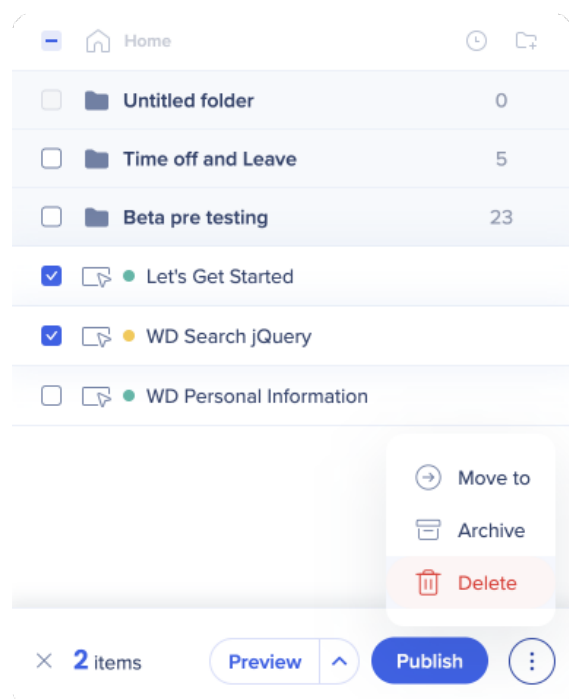 Home
Untitled folder 0
Time off and Leave 5
Beta pre testing 23
Let's Get Started
WD Search jQuery
WD Personal Information
Move to
Archive
Delete
2 items Preview Publish